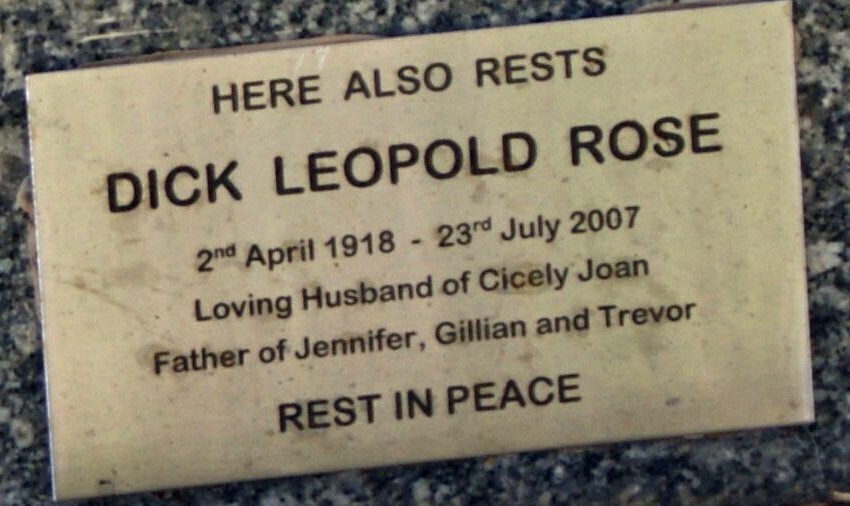 HERE ALSO RESTS
DICK LEOPOLD ROSE
2nd April 1918 - 23rd July 2007
Loving Husband of Cicely Joan
Father of Jennifer, Gillian and Trevor
REST IN PEACE